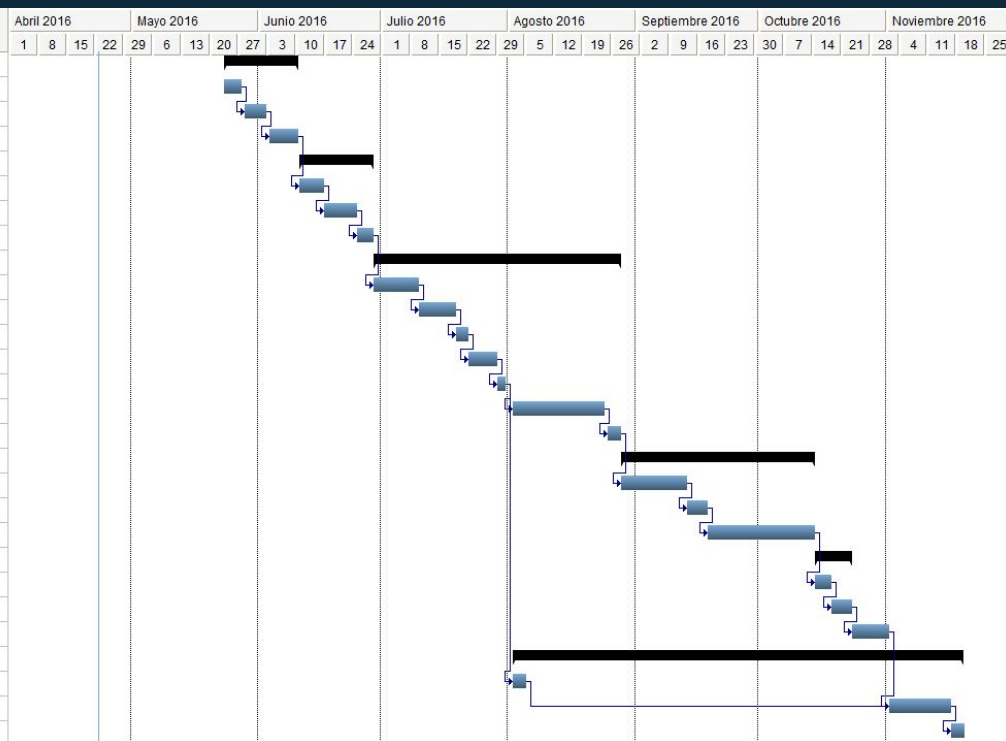 Abril 2016 Mayo 2016 Junio 2016 Julio 2016 Agosto 2016 Septiembre 2016 Octubre 2016 Noviembre 2016
1 8 15 22 29 6 13 20 27 3 10 17 24 1 8 15 22 29 5 12 19 26 2 9 16 23 30 7 14 21 28 4 11 18 25